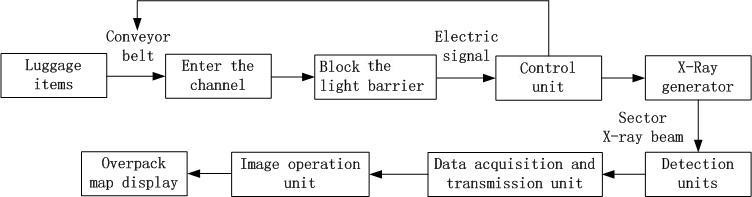 Luggage
items
Conveyor
belt
Enter the
channel
Block the
light barrier
Electric
signal
Control
unit
X-Ray
generator
Sector
X-ray beam
Detection
units
Data acquisition and
transmission unit
Image operation
unit
Overpack
map display